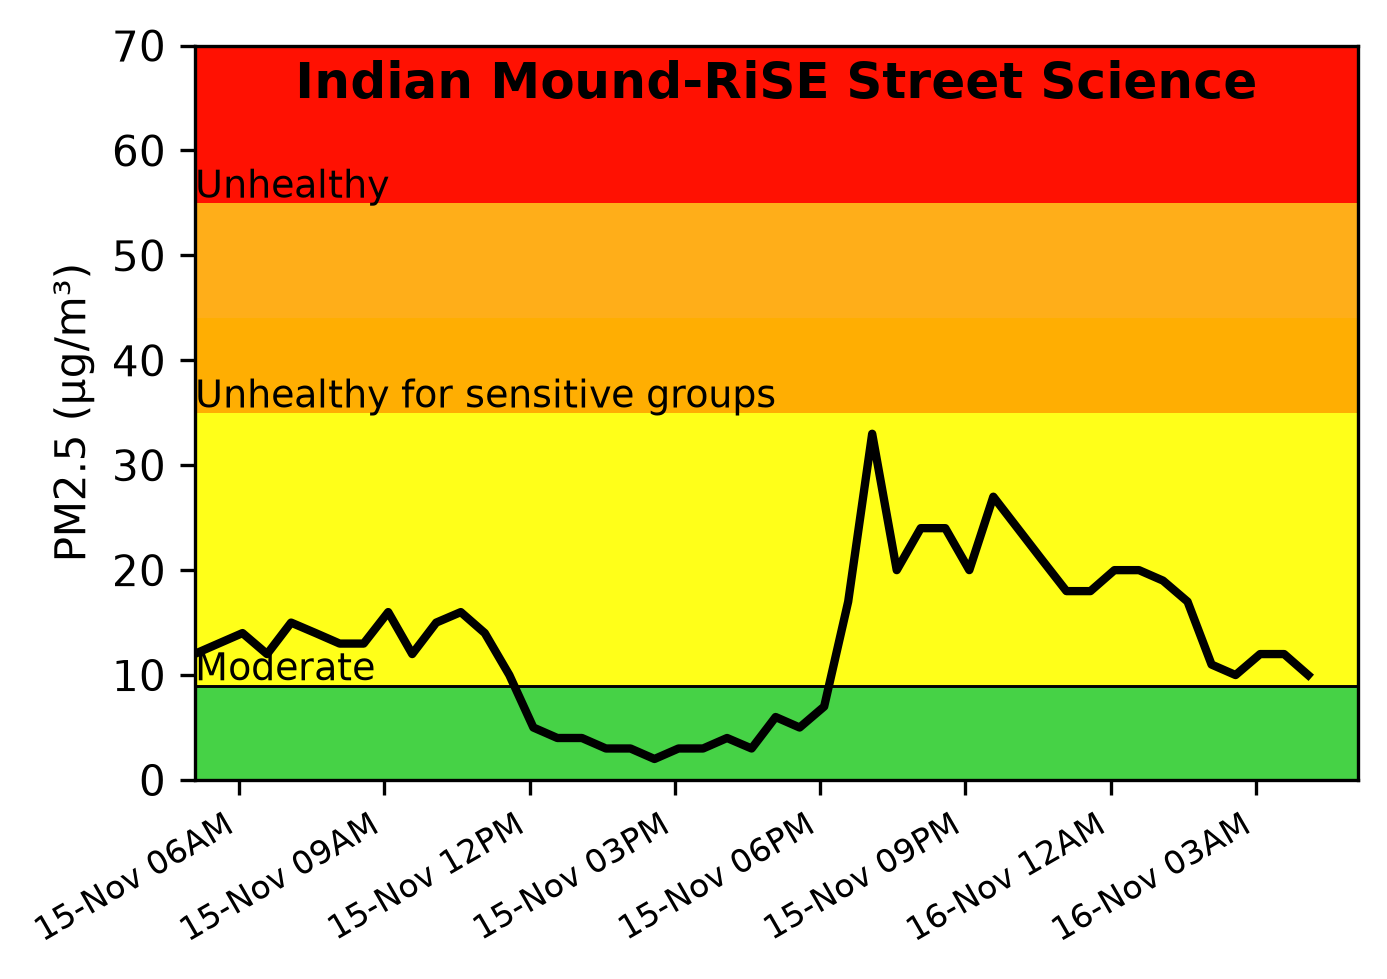 Indian Mound-RiSE Street Science
70
60
50
40
30
20
10
0
PM2.5 (µg/m³)
Unhealthy
Unhealthy for sensitive groups
Moderate
15-Nov 06AM
15-Nov 09AM
15-Nov 12PM
15-Nov 03PM
15-Nov 06PM
15-Nov 09PM
16-Nov 12AM
16-Nov 03AM